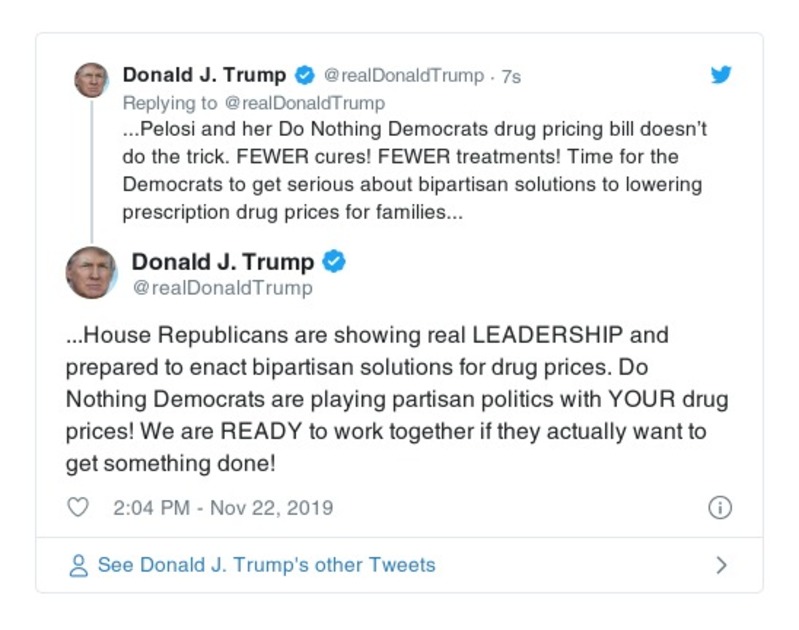 Donald J. Trump @realDonaldTrump · 7s
Replying to @realDonaldTrump
...Pelosi and her Do Nothing Democrats drug pricing bill doesn’t
do the trick. FEWER cures! FEWER treatments! Time for the
Democrats to get serious about bipartisan solutions to lowering
prescription drug prices for families...
Donald J. Trump
@realDonaldTrump
...House Republicans are showing real LEADERSHIP and
prepared to enact bipartisan solutions for drug prices. Do
Nothing Democrats are playing partisan politics with YOUR drug
prices! We are READY to work together if they actually want to
get something done!
2:04 PM - Nov 22, 2019
See Donald J. Trump's other Tweets